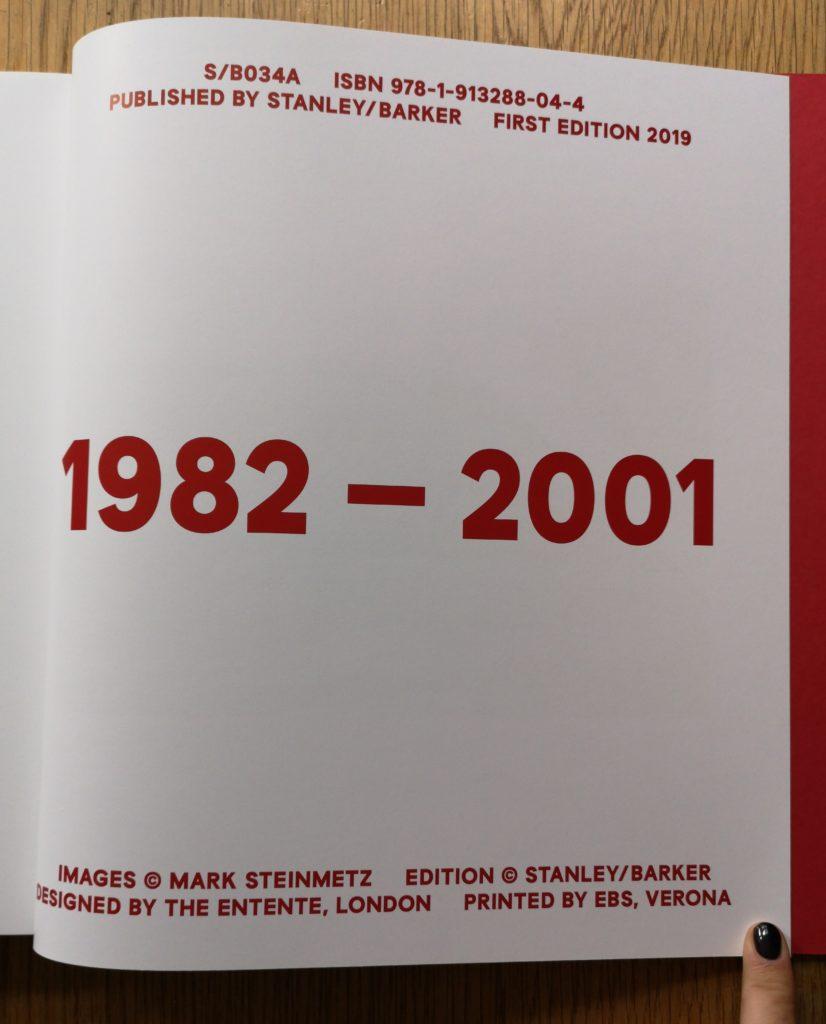 S/B034A ISBN 978-1-913288-04-4
PUBLISHED BY STANLEY/BARKER FIRST EDITION 2019
1982 — 2001
IMAGES © MARK STEINMETZ EDITION © STANLEY/BARKER
DESIGNED BY THE ENTENTE, LONDON PRINTED BY EBS, VERONA